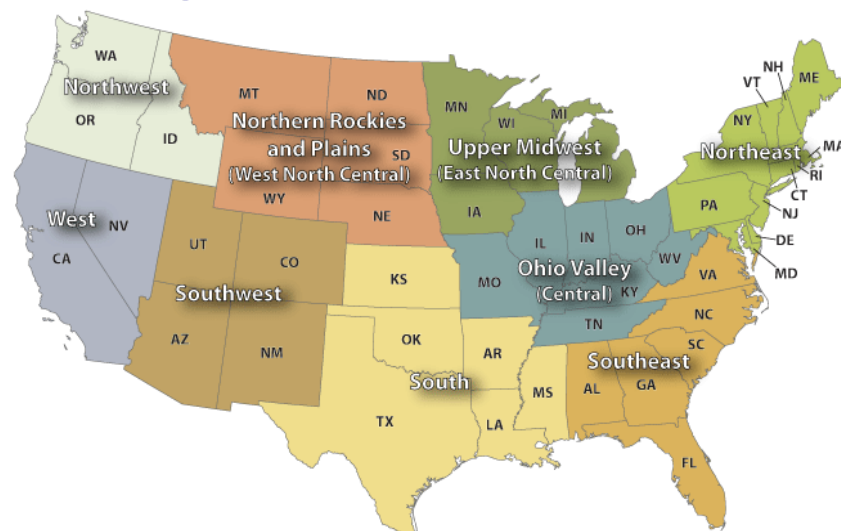 WA
Northwest
OR
ID
MT
ND
Northern Rockies
and Plains
(West North Central)
SD
WY
NE
MN
WI
MI
Upper Midwest
(East North Central)
IA
NH
VT
ME
NY
Northeast
MA
RI
CT
PA
NJ
DE
MD
West
NV
CA
UT
CO
Southwest
AZ
NM
KS
OK
AR
South
TX
LA
MS
IL
IN
OH
WV
Ohio Valley
(Central)
MO
KY
TN
VA
NC
SC
Southeast
AL
GA
FL